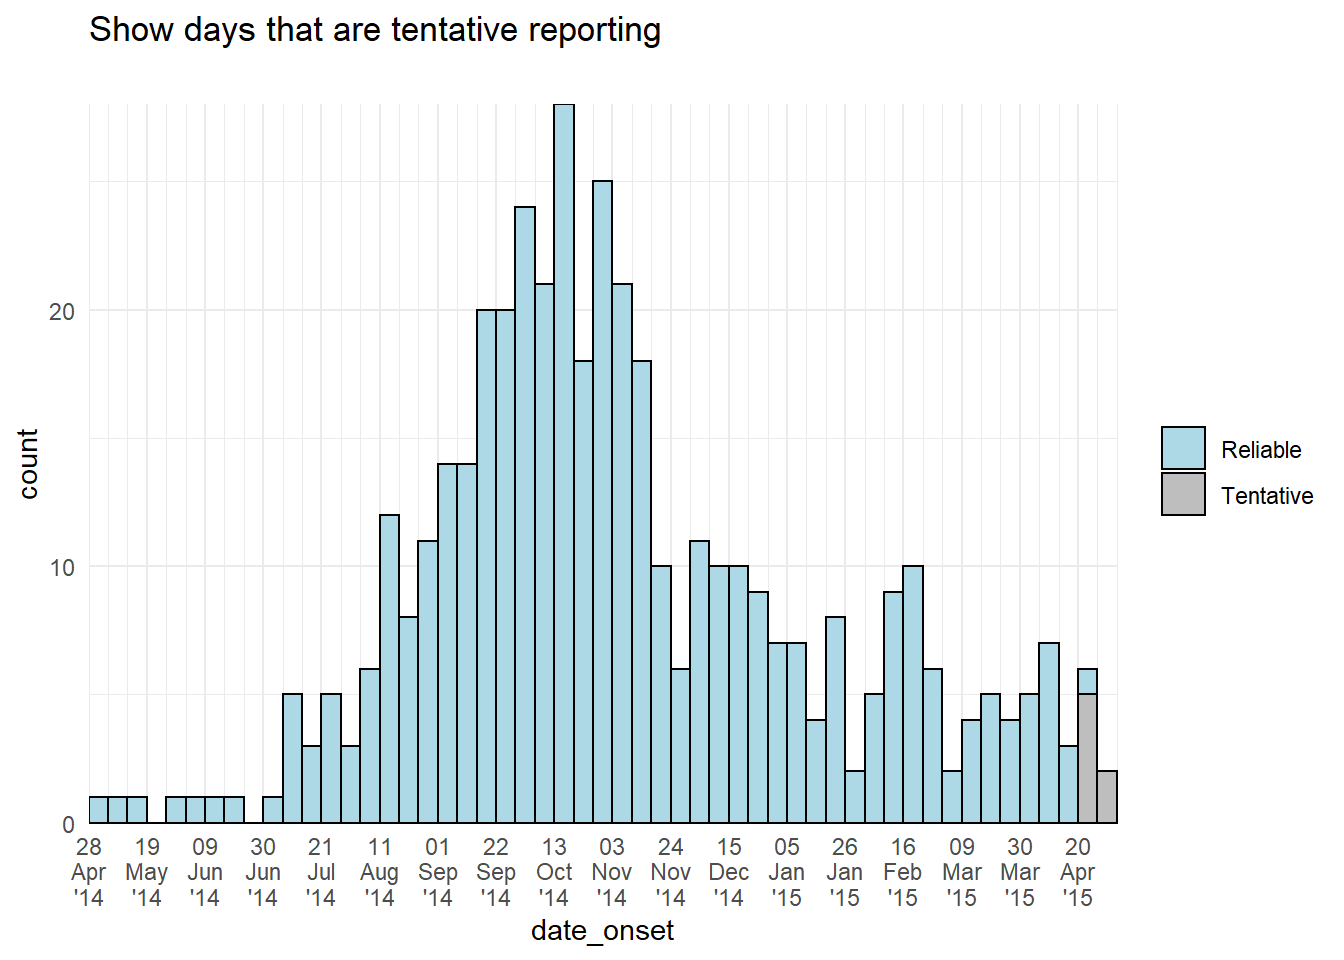 Show days that are tentative reporting
count
20
10
0
28 19 09 30 21 11 01 22 13 03 24 15 05 26 16 09 30 20
Apr May Jun Jun Jul Aug Sep Sep Oct Nov Nov Dec Jan Jan Feb Mar Mar Apr
'14 '14 '14 '14 '14 '14 '14 '14 '14 '14 '14 '14 '15 '15 '15 '15 '15 '15
date_onset
Reliable
Tentative